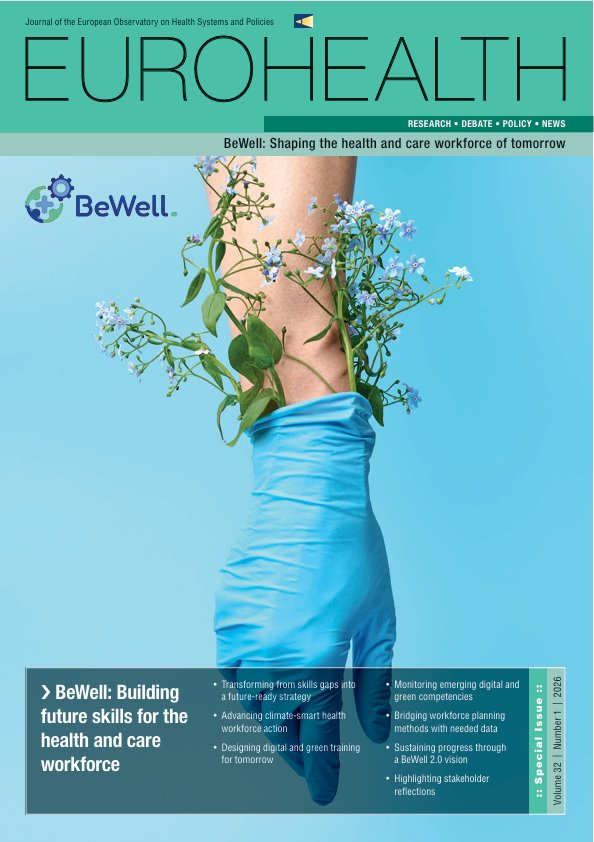 Journal of the European Observatory on Health Systems and Policies
EUROHEALTH
RESEARCH • DEBATE • POLICY • NEWS
BeWell: Shaping the health and care workforce of tomorrow
BeWell.
❯ BeWell: Building
future skills for the
health and care
workforce
• Transforming from skills gaps into
a future-ready strategy
• Advancing climate-smart health
workforce action
• Designing digital and green training
for tomorrow
• Monitoring emerging digital and
green competencies
• Bridging workforce planning
methods with needed data
• Sustaining progress through
a BeWell 2.0 vision
• Highlighting stakeholder
reflections
:: Special Issue ::
Volume 32 | Number 1 | 2026